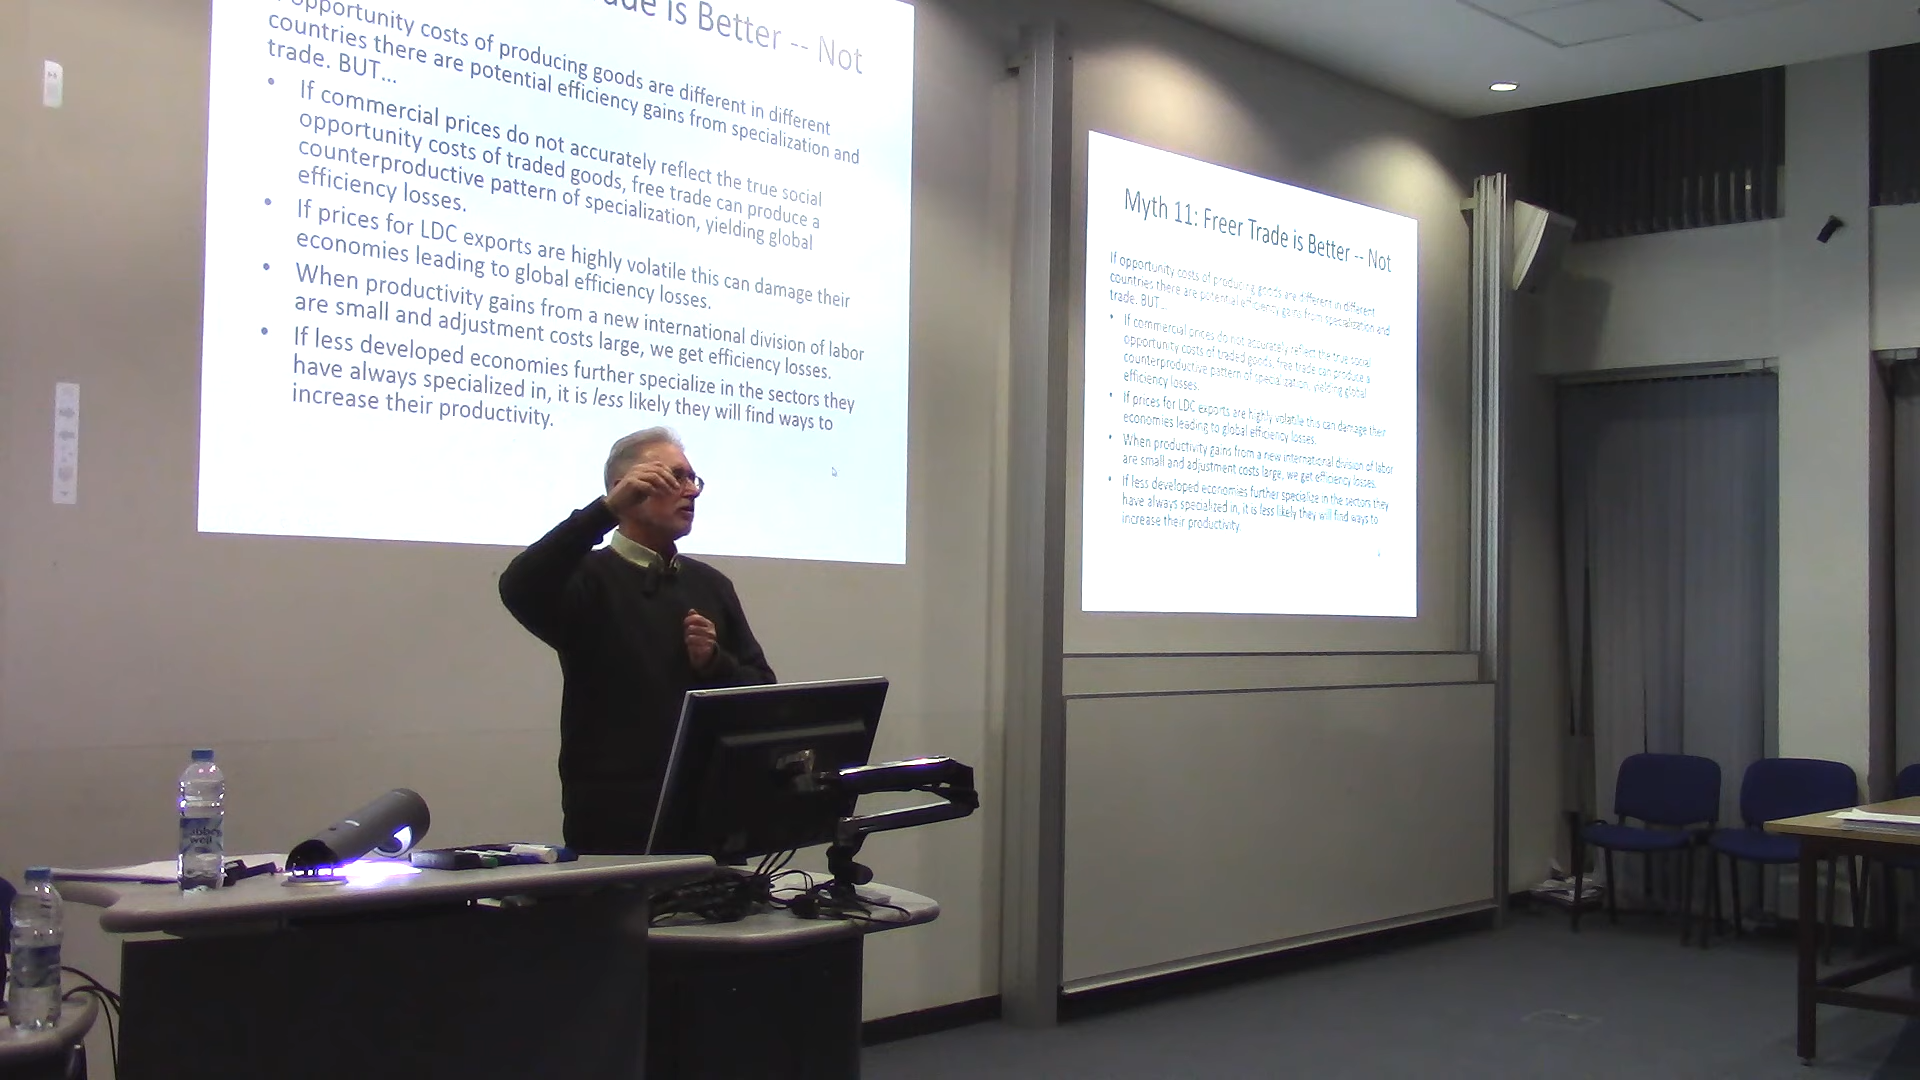 Trade is Better -- Not
opportunity costs of producing goods are different in different
countries there are potential efficiency gains from specialization and
trade. BUT...
• If commercial prices do not accurately reflect the true social
opportunity costs of traded goods, free trade can produce a
counterproductive pattern of specialization, yielding global
efficiency losses.
• If prices for LDC exports are highly volatile this can damage their
economies leading to global efficiency losses.
• When productivity gains from a new international division of labor
are small and adjustment costs large, we get efficiency losses.
• If less developed economies further specialize in the sectors they
have always specialized in, it is less likely they will find ways to
increase their productivity.
Myth 11: Freer Trade is Better -- Not
If opportunity costs of producing goods are different in different
countries there are potential efficiency gains from specialization and
trade. BUT...
• If commercial prices do not accurately reflect the true social
opportunity costs of traded goods, free trade can produce a
counterproductive pattern of specialization, yielding global
efficiency losses.
• If prices for LDC exports are highly volatile this can damage their
economies leading to global efficiency losses.
• When productivity gains from a new international division of labor
are small and adjustment costs large, we get efficiency losses.
• If less developed economies further specialize in the sectors they
have always specialized in, it is less likely they will find ways to
increase their productivity.
abbey
well